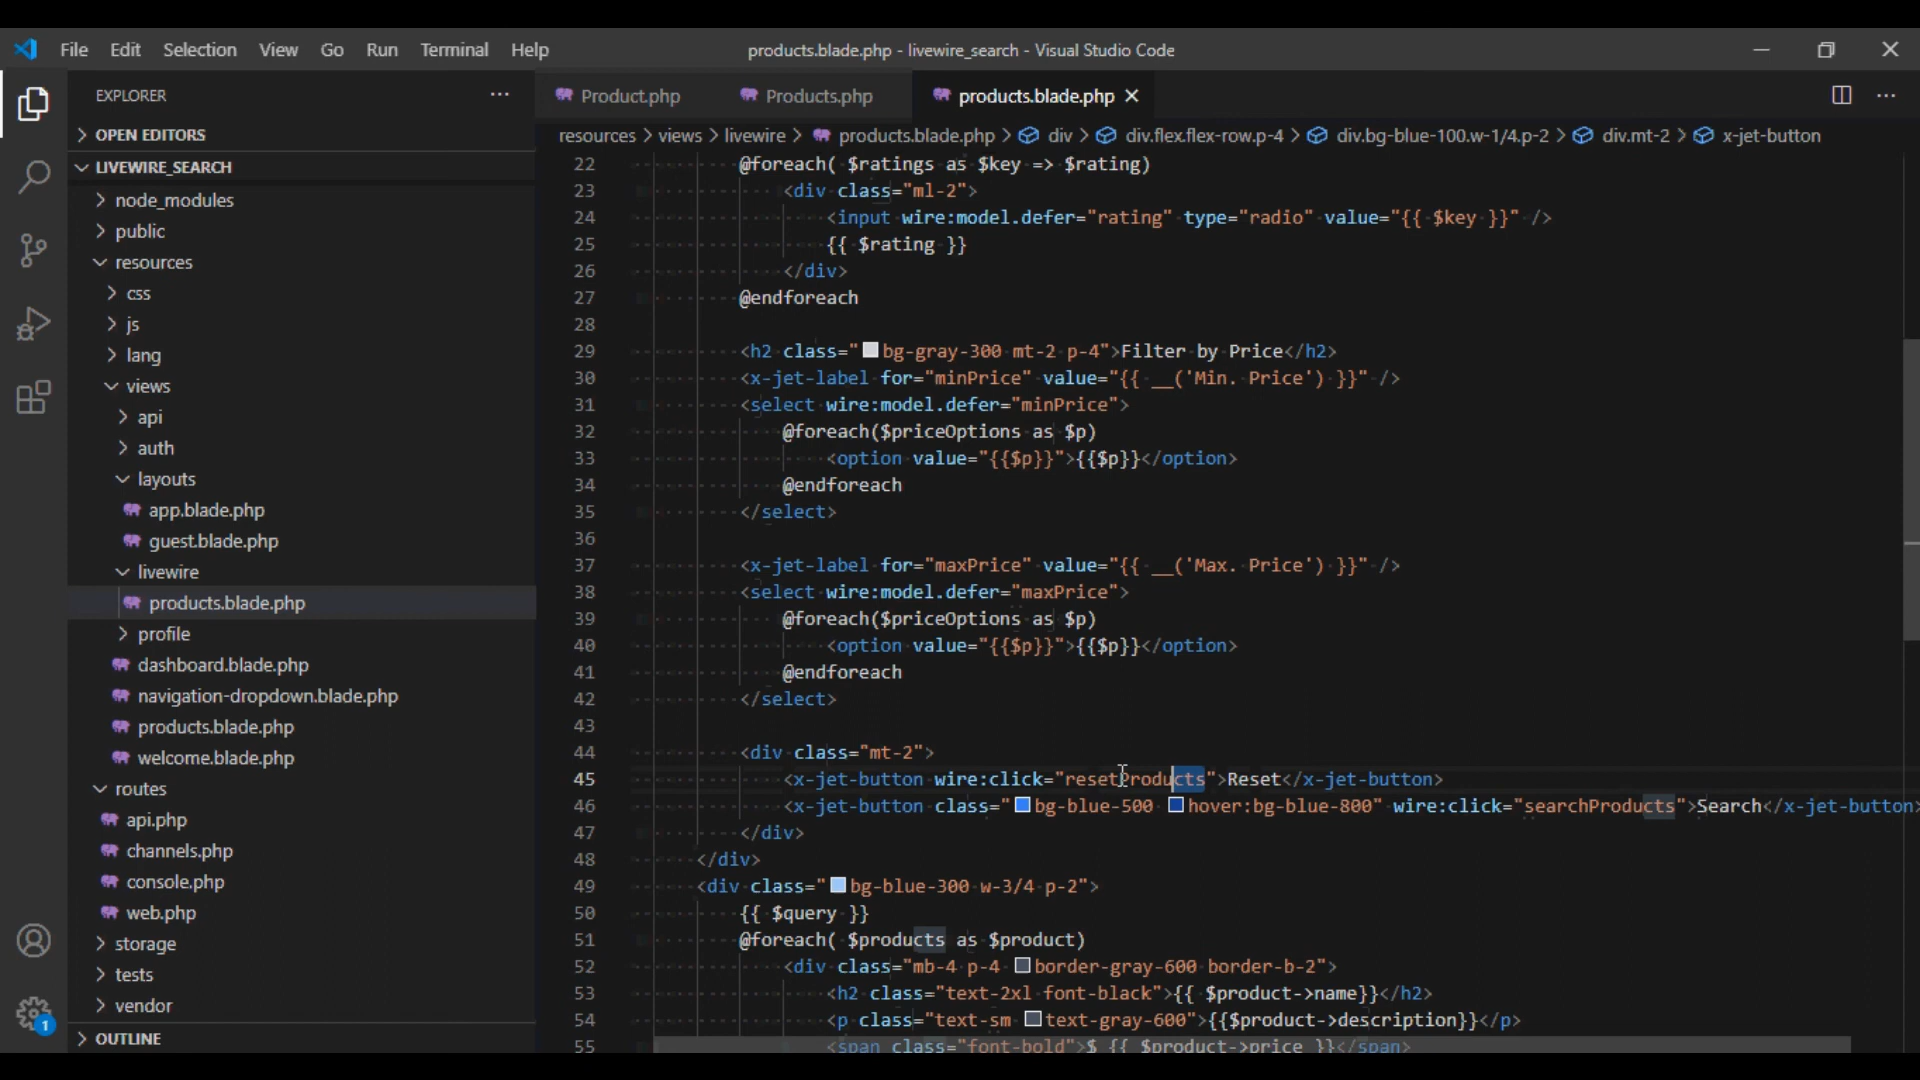 File Edit Selection View Go Run Terminal Help
products.blade.php - livewire_search - Visual Studio Code
EXPLORER
OPEN EDITORS
LIVEWIRE_SEARCH
node_modules
public
resources
css
js
lang
views
api
auth
layouts
app.blade.php
guest.blade.php
livewire
products.blade.php
profile
dashboard.blade.php
navigation-dropdown.blade.php
products.blade.php
welcome.blade.php
routes
api.php
channels.php
console.php
web.php
storage
tests
vendor
OUTLINE
1
Product.php Products.php products.blade.php
resources > views > livewire > products.blade.php > div > div.flex.flex-row.p-4 > div.bg-blue-100.w-1/4.p-2 > div.mt-2 > x-jet-button
22 @foreach( $ratings as $key => $rating)
23 <div class="ml-2">
24 <input wire:model.defer="rating" type="radio" value="{{ $key }}" />
25 {{ $rating }}
26 </div>
27 @endforeach
28
29 <h2 class="bg-gray-300 mt-2 p-4">Filter by Price</h2>
30 <x-jet-label for="minPrice" value="{{ __('Min. Price') }}" />
31 <select wire:model.defer="minPrice">
32 @foreach($priceOptions as $p)
33 <option value="{{$p}}">{{$p}}</option>
34 @endforeach
35 </select>
36
37 <x-jet-label for="maxPrice" value="{{ __('Max. Price') }}" />
38 <select wire:model.defer="maxPrice">
39 @foreach($priceOptions as $p)
40 <option value="{{$p}}">{{$p}}</option>
41 @endforeach
42 </select>
43
44 <div class="mt-2">
45 <x-jet-button wire:click="resetProducts">Reset</x-jet-button>
46 <x-jet-button class="bg-blue-500 hover:bg-blue-800" wire:click="searchProducts">Search</x-jet-button>
47 </div>
48 </div>
49 <div class="bg-blue-300 w-3/4 p-2">
50 {{ $query }}
51 @foreach( $products as $product)
52 <div class="mb-4 p-4 border-gray-600 border-b-2">
53 <h2 class="text-2xl font-black">{{ $product->name}}</h2>
54 <p class="text-sm text-gray-600">{{$product->description}}</p>
55 <span class="font-bold">$ {{ $product->price }}</span>